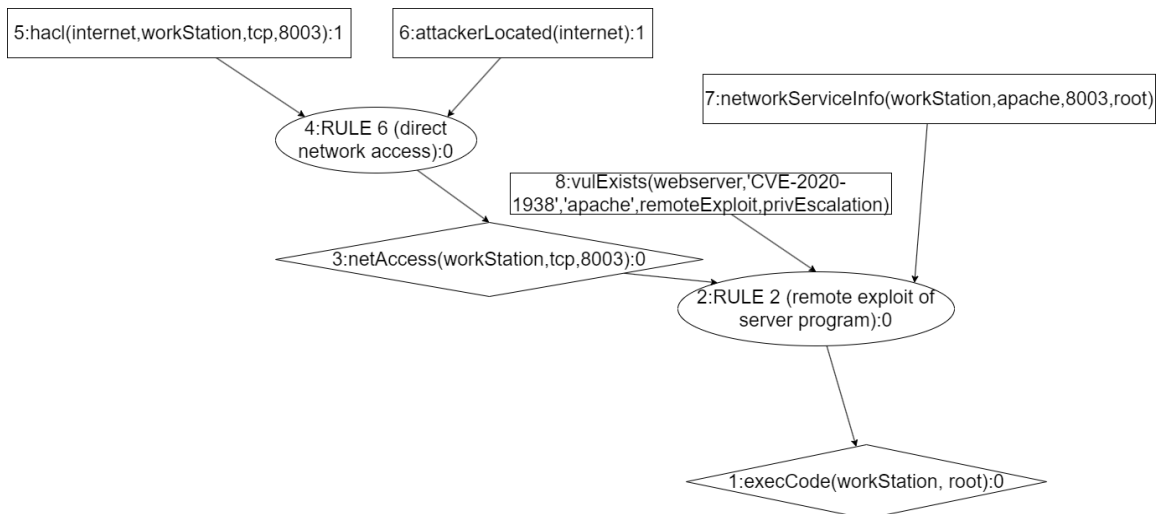 5:hacl(internet,workStation,tcp,8003):1
6:attackerLocated(internet):1
7:networkServiceInfo(workStation,apache,8003,root)
4:RULE 6 (direct
network access):0
8:vulExists(webserver,'CVE-2020-
1938','apache',remoteExploit,privEscalation)
3:netAccess(workStation,tcp,8003):0
2:RULE 2 (remote exploit of
server program):0
1:execCode(workStation, root):0